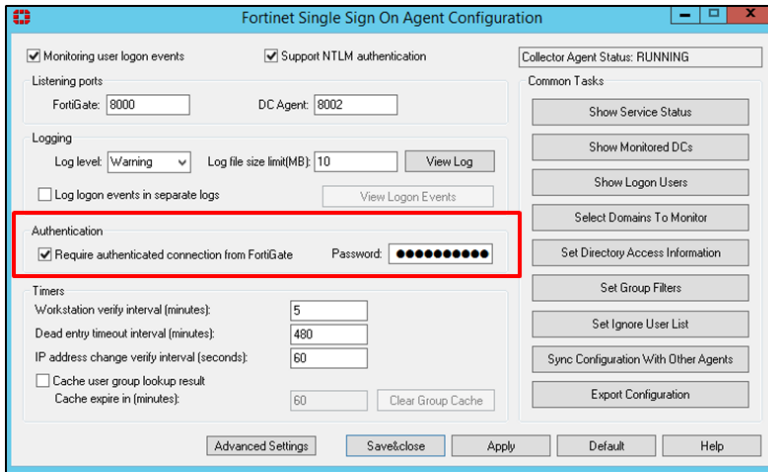 Fortinet Single Sign On Agent Configuration
Monitoring user logon events
Support NTLM authentication
Collector Agent Status: RUNNING
Listening ports
FortiGate: 8000
DC Agent: 8002
Logging
Log level: Warning
Log file size limit(MB): 10
View Log
Log logon events in separate logs
View Logon Events
Authentication
Require authenticated connection from FortiGate
Password: ●●●●●●●●●●
Timers
Workstation verify interval (minutes): 5
Dead entry timeout interval (minutes): 480
IP address change verify interval (seconds): 60
Cache user group lookup result
Cache expire in (minutes): 60
Clear Group Cache
Common Tasks
Show Service Status
Show Monitored DCs
Show Logon Users
Select Domains To Monitor
Set Directory Access Information
Set Group Filters
Set Ignore User List
Sync Configuration With Other Agents
Export Configuration
Advanced Settings
Save&close
Apply
Default
Help